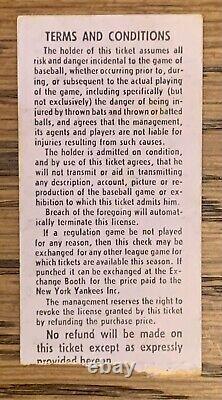 TERMS AND CONDITIONS
The holder of this ticket assumes all
risk and danger incidental to the game of
baseball, whether occurring prior to, dur-
ing, or subsequent to the actual playing
of the game, including specifically (but
not exclusively) the danger of being in-
jured by thrown bats and thrown or batted
balls, and agrees that the management,
its agents and players are not liable for
injuries resulting from such causes.
The holder is admitted on condition,
and by use of this ticket agrees, that he
will not transmit or aid in transmitting
any description, account, picture or re-
production of the baseball game or ex-
hibition to which this ticket admits him.
Breach of the foregoing will automati-
cally terminate this license.
If a regulation game be not played
for any reason, then this check may be
exchanged for any other league game for
which tickets are available this season. If
punched it can be exchanged at the Ex-
change Booth for the price paid to the
New York Yankees Inc.
The management reserves the right to
revoke the license granted by this ticket
by refunding the purchase price.
No refund will be made on
this ticket except as expressly
provided herein.